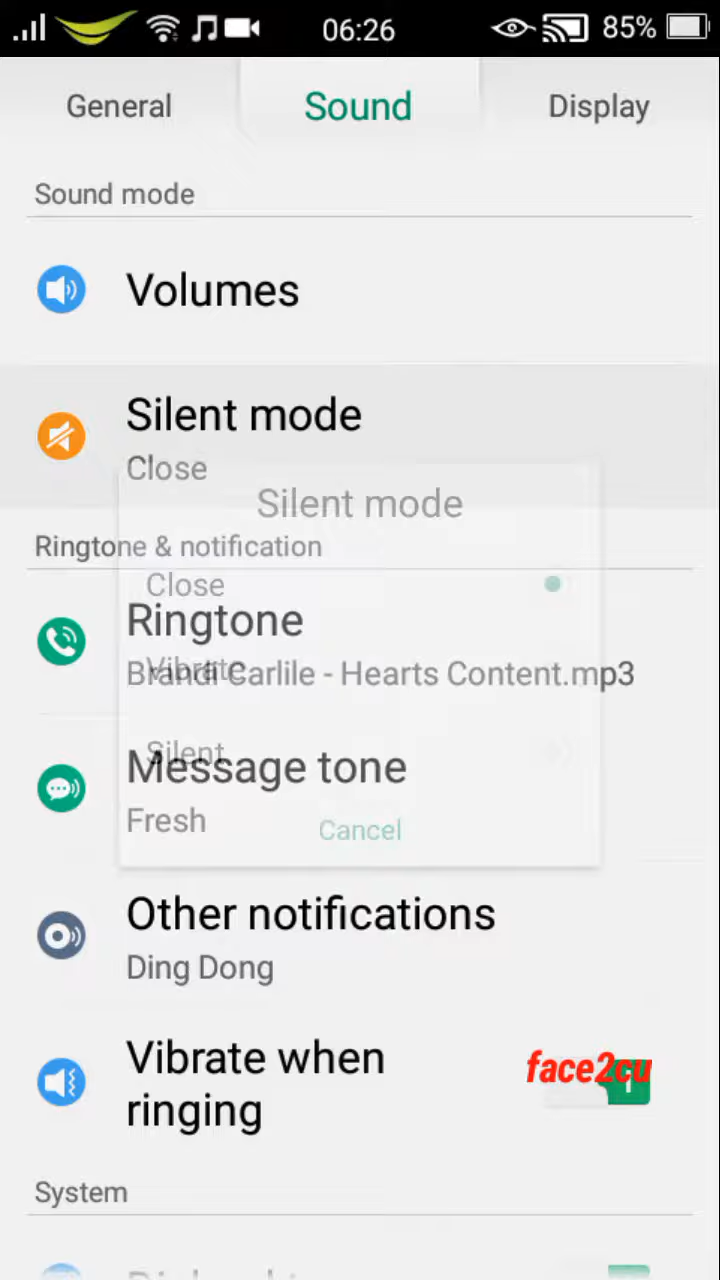 06:26
85%
General
Sound
Display
Sound mode
Volumes
Silent mode
Close
Silent mode
Ringtone & notification
Close
Ringtone
Vibrate
Brandi Carlile - Hearts Content.mp3
Silent
Message tone
Fresh
Cancel
Other notifications
Ding Dong
Vibrate when
ringing
face2cu
System